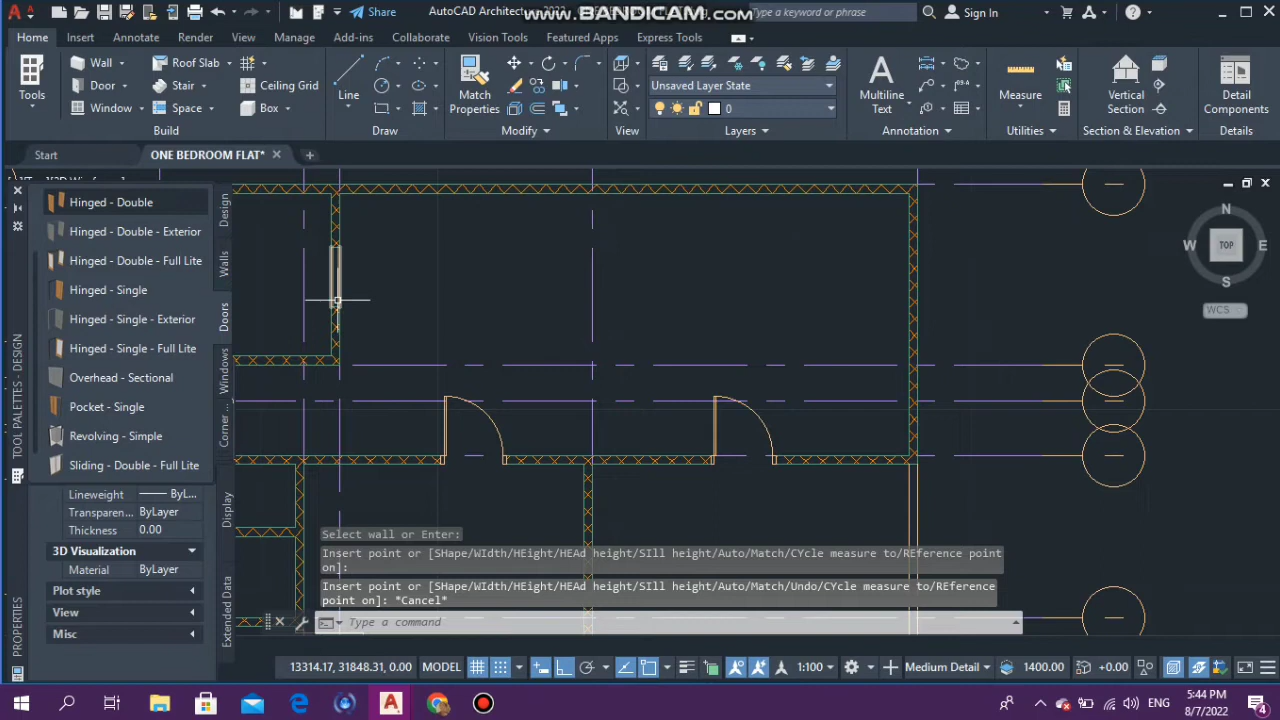 Share
AutoCAD Architecture 2022
www.BANDICAM.com
Type a keyword or phrase
Sign In
Home
Insert
Annotate
Render
View
Manage
Add-ins
Collaborate
Vision Tools
Featured Apps
Express Tools
Tools
Wall
Roof Slab
Door
Stair
Ceiling Grid
Window
Space
Box
Line
Match
Properties
Unsaved Layer State
0
Multiline
Text
Measure
Vertical
Section
Detail
Components
Build
Draw
Modify
View
Layers
Annotation
Utilities
Section & Elevation
Details
Start
ONE BEDROOM FLAT*
Hinged - Double
Hinged - Double - Exterior
Hinged - Double - Full Lite
Hinged - Single
Hinged - Single - Exterior
Hinged - Single - Full Lite
Overhead - Sectional
Pocket - Single
Revolving - Simple
Sliding - Double - Full Lite
Design
Walls
Doors
Windows
Corner ...
Display
Extended Data
TOOL PALETTES - DESIGN
PROPERTIES
Lineweight
ByL...
Transparen...
ByLayer
Thickness
0.00
3D Visualization
Material
ByLayer
Plot style
View
Misc
N
W
TOP
E
S
WCS
Select wall or Enter:
Insert point or [SHape/WIdth/HEight/HEAd height/SIll height/Auto/Match/CYcle measure to/REference point
on]:
Insert point or [SHape/WIdth/HEight/HEAd height/SIll height/Auto/Match/Undo/CYcle measure to/REference
point on]: *Cancel*
Type a command
13314.17, 31848.31, 0.00
MODEL
1:100
Medium Detail
1400.00
+0.00
ENG
5:44 PM
8/7/2022
4